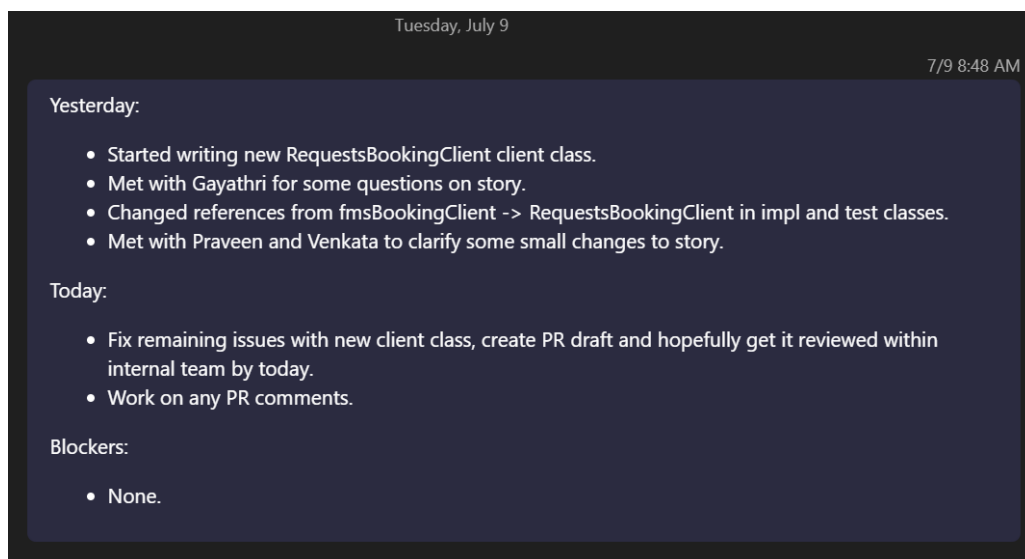 Tuesday, July 9
7/9 8:48 AM
Yesterday:
• Started writing new RequestsBookingClient client class.
• Met with Gayathri for some questions on story.
• Changed references from fmsBookingClient -> RequestsBookingClient in impl and test classes.
• Met with Praveen and Venkata to clarify some small changes to story.
Today:
• Fix remaining issues with new client class, create PR draft and hopefully get it reviewed within
internal team by today.
• Work on any PR comments.
Blockers:
• None.